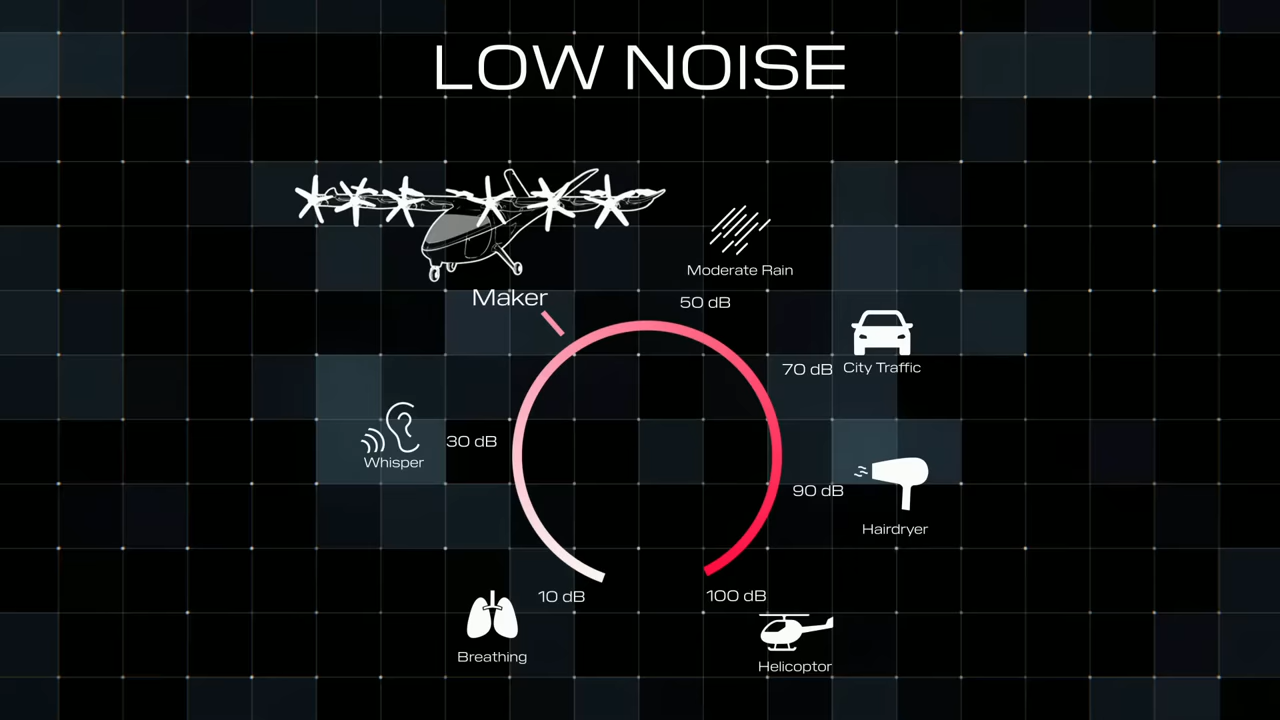 LOW NOISE
Moderate Rain
Maker
50 dB
70 dB
City Traffic
30 dB
Whisper
90 dB
Hairdryer
10 dB
100 dB
Breathing
Helicoptor